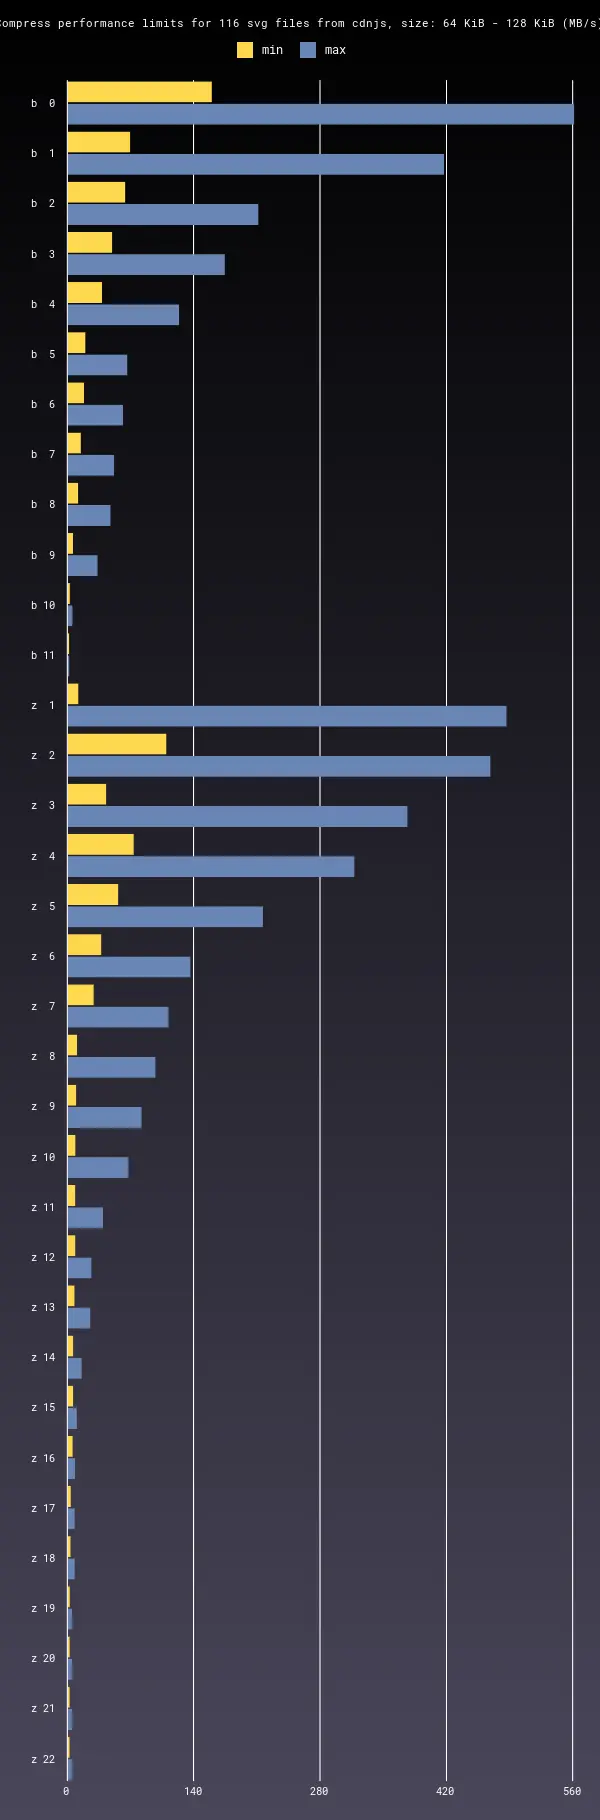 ompress performance limits for 116 svg files from cdnjs, size: 64 KiB - 128 KiB (MB/s)
min max
b 0
b 1
b 2
b 3
b 4
b 5
b 6
b 7
b 8
b 9
b 10
b 11
z 1
z 2
z 3
z 4
z 5
z 6
z 7
z 8
z 9
z 10
z 11
z 12
z 13
z 14
z 15
z 16
z 17
z 18
z 19
z 20
z 21
z 22
0 140 280 420 560